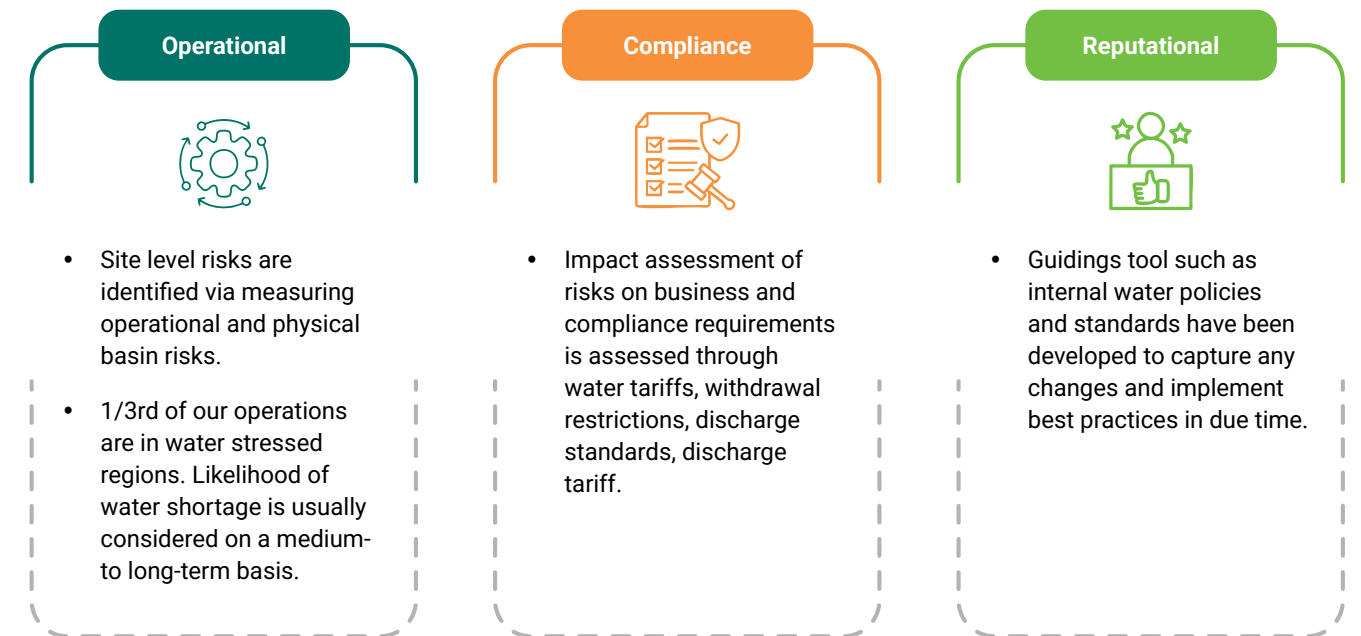 Operational
• Site level risks are
identified via measuring
operational and physical
basin risks.
• 1/3rd of our operations
are in water stressed
regions. Likelihood of
water shortage is usually
considered on a medium-
to long-term basis.
Compliance
• Impact assessment of
risks on business and
compliance requirements
is assessed through
water tariffs, withdrawal
restrictions, discharge
standards, discharge
tariff.
Reputational
• Guidings tool such as
internal water policies
and standards have been
developed to capture any
changes and implement
best practices in due time.